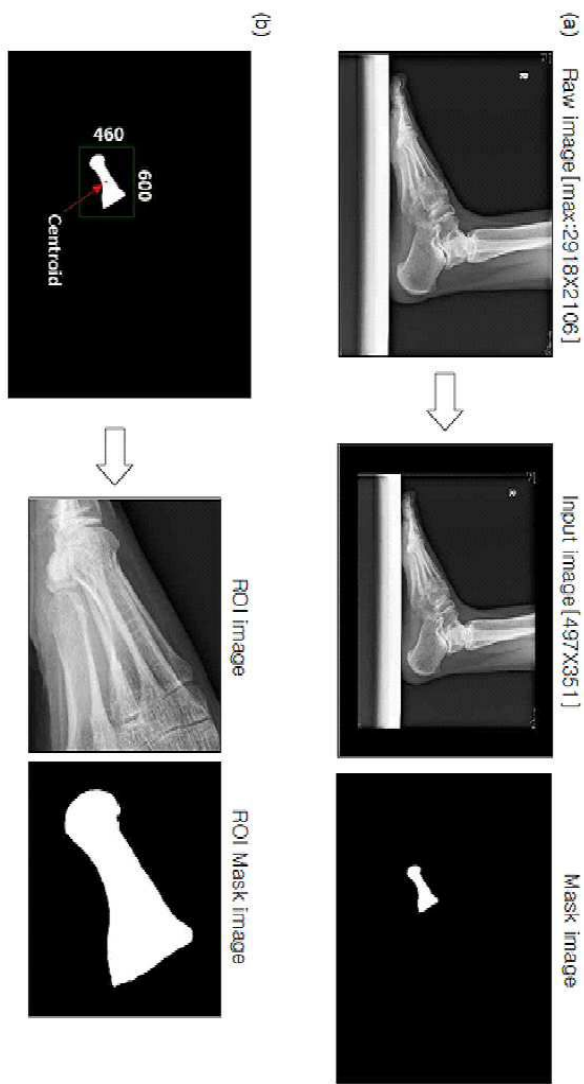 (a)
Raw image [max:2918X2106]
Input image [497X351]
Mask image
(b)
460
600
Centroid
ROI image
ROI Mask image